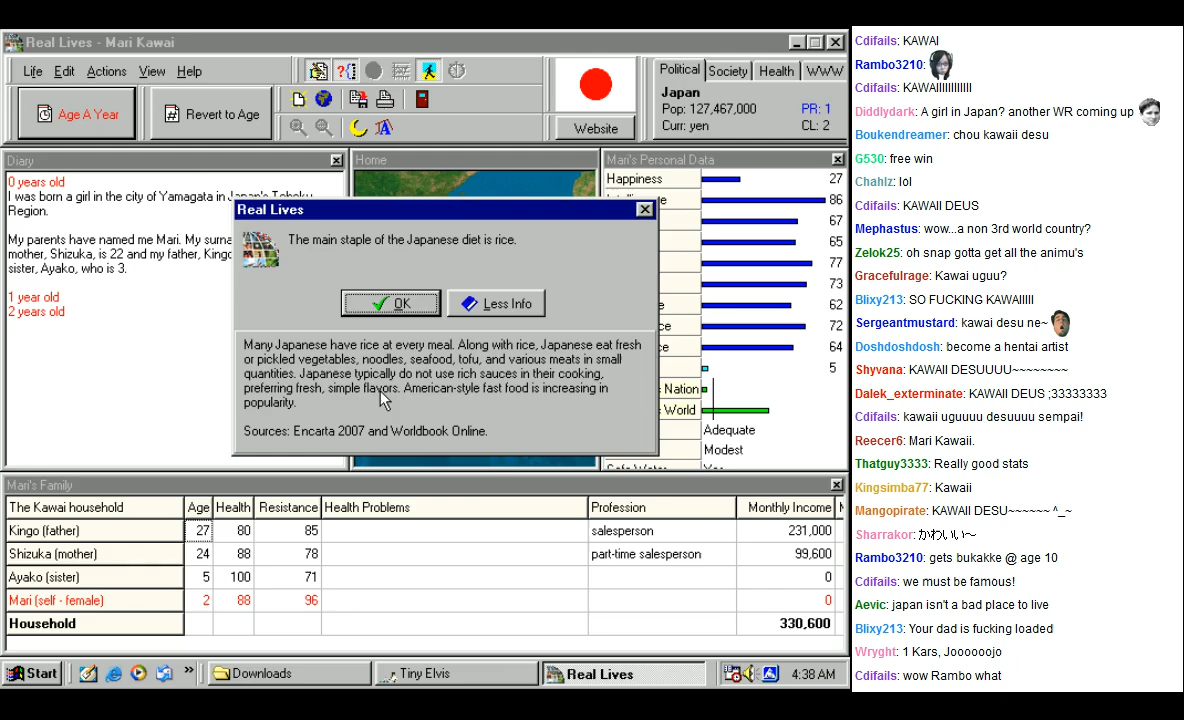 Real Lives - Mari Kawai
Life Edit Actions View Help
Age A Year
Revert to Age
Website
Political Society Health WWW
Japan
Pop: 127,467,000 PR: 1
Curr: yen CL: 2
Diary
0 years old
I was born a girl in the city of Yamagata in Japan's Tohoku
Region.
My parents have named me Mari. My surna
mother, Shizuka, is 22 and my father, Kingo
sister, Ayako, who is 3.
1 year old
2 years old
Home
Mari's Personal Data
Happiness 27
86
67
65
77
73
62
72
64
5
Nation
World
Adequate
Modest
Real Lives
The main staple of the Japanese diet is rice.
OK
Less Info
Many Japanese have rice at every meal. Along with rice, Japanese eat fresh
or pickled vegetables, noodles, seafood, tofu, and various meats in small
quantities. Japanese typically do not use rich sauces in their cooking,
preferring fresh, simple flavors. American-style fast food is increasing in
popularity.
Sources: Encarta 2007 and Worldbook Online.
Mari's Family
The Kawai household Age Health Resistance Health Problems Profession Monthly Income
Kingo (father) 27 80 85 salesperson 231,000
Shizuka (mother) 24 88 78 part-time salesperson 99,600
Ayako (sister) 5 100 71 0
Mari (self - female) 2 88 96 0
Household 330,600
Start
Downloads
Tiny Elvis
Real Lives
4:38 AM
Cdifails: KAWAI
Rambo3210:
Cdifails: KAWAIIIIIIIIIIII
Diddlydark: A girl in Japan? another WR coming up
Boukendreamer: chou kawaii desu
G530: free win
Chahlz: lol
Cdifails: KAWAII DEUS
Mephastus: wow...a non 3rd world country?
Zelok25: oh snap gotta get all the animu's
Gracefulrage: Kawai uguu?
Blixy213: SO FUCKING KAWAIIIII
Sergeantmustard: kawai desu ne~
Doshdoshdosh: become a hentai artist
Shyvana: KAWAII DESUUUU~~~~~~~~
Dalek_exterminate: KAWAII DEUS ;33333333
Cdifails: kawaii uguuuu desuuuu sempai!
Reecer6: Mari Kawaii.
Thatguy3333: Really good stats
Kingsimba77: Kawaii
Mangopirate: KAWAII DESU~~~~~~ ^_~
Sharrakor: かわいい~
Rambo3210: gets bukakke @ age 10
Cdifails: we must be famous!
Aevic: japan isn't a bad place to live
Blixy213: Your dad is fucking loaded
Wryght: 1 Kars, Jooooojo
Cdifails: wow Rambo what